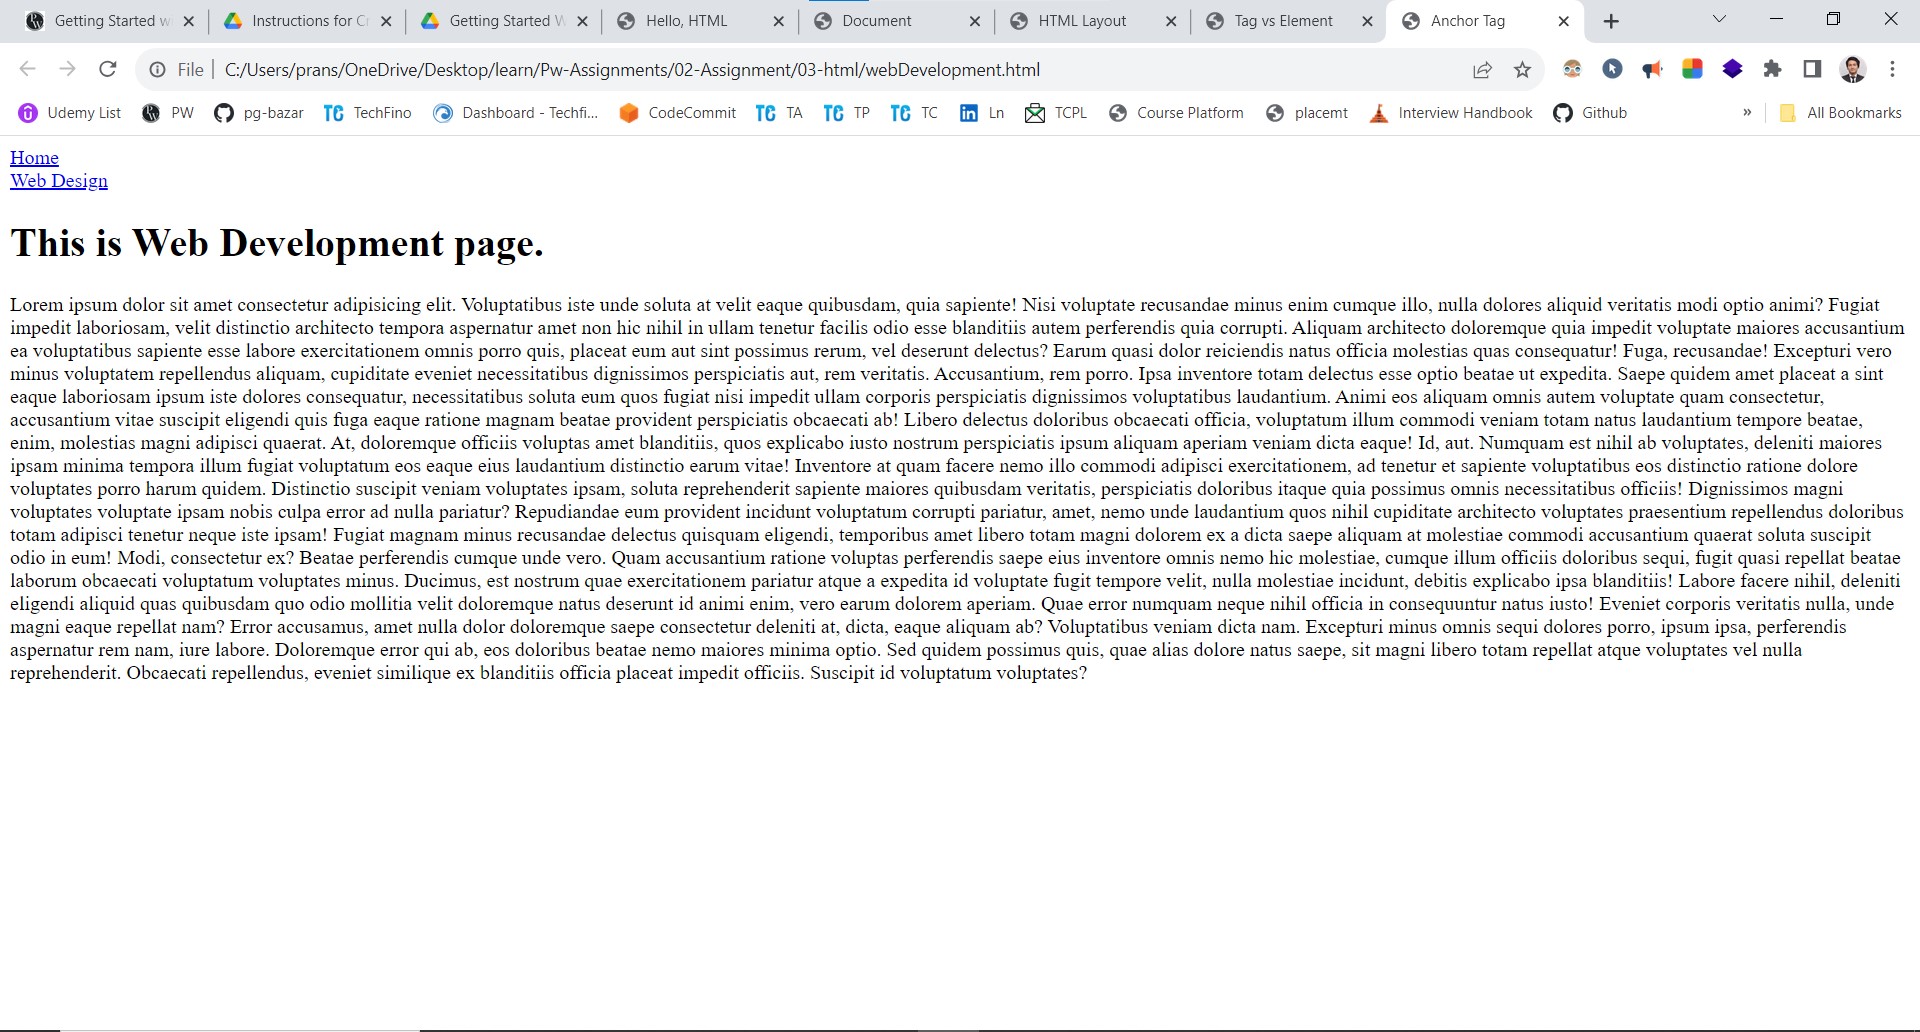 Getting Started w
Instructions for Cr
Getting Started W
Hello, HTML
Document
HTML Layout
Tag vs Element
Anchor Tag
File
C:/Users/prans/OneDrive/Desktop/learn/Pw-Assignments/02-Assignment/03-html/webDevelopment.html
Udemy List
PW
pg-bazar
TC TechFino
Dashboard - Techfi...
CodeCommit
TC TA
TC TP
TC TC
in Ln
TCPL
Course Platform
placemt
Interview Handbook
Github
»
All Bookmarks
Home
Web Design
This is Web Development page.
Lorem ipsum dolor sit amet consectetur adipisicing elit. Voluptatibus iste unde soluta at velit eaque quibusdam, quia sapiente! Nisi voluptate recusandae minus enim cumque illo, nulla dolores aliquid veritatis modi optio animi? Fugiat
impedit laboriosam, velit distinctio architecto tempora aspernatur amet non hic nihil in ullam tenetur facilis odio esse blanditiis autem perferendis quia corrupti. Aliquam architecto doloremque quia impedit voluptate maiores accusantium
ea voluptatibus sapiente esse labore exercitationem omnis porro quis, placeat eum aut sint possimus rerum, vel deserunt delectus? Earum quasi dolor reiciendis natus officia molestias quas consequatur! Fuga, recusandae! Excepturi vero
minus voluptatem repellendus aliquam, cupiditate eveniet necessitatibus dignissimos perspiciatis aut, rem veritatis. Accusantium, rem porro. Ipsa inventore totam delectus esse optio beatae ut expedita. Saepe quidem amet placeat a sint
eaque laboriosam ipsum iste dolores consequatur, necessitatibus soluta eum quos fugiat nisi impedit ullam corporis perspiciatis dignissimos voluptatibus laudantium. Animi eos aliquam omnis autem voluptate quam consectetur,
accusantium vitae suscipit eligendi quis fuga eaque ratione magnam beatae provident perspiciatis obcaecati ab! Libero delectus doloribus obcaecati officia, voluptatum illum commodi veniam totam natus laudantium tempore beatae,
enim, molestias magni adipisci quaerat. At, doloremque officiis voluptas amet blanditiis, quos explicabo iusto nostrum perspiciatis ipsum aliquam aperiam veniam dicta eaque! Id, aut. Numquam est nihil ab voluptates, deleniti maiores
ipsam minima tempora illum fugiat voluptatum eos eaque eius laudantium distinctio earum vitae! Inventore at quam facere nemo illo commodi adipisci exercitationem, ad tenetur et sapiente voluptatibus eos distinctio ratione dolore
voluptates porro harum quidem. Distinctio suscipit veniam voluptates ipsam, soluta reprehenderit sapiente maiores quibusdam veritatis, perspiciatis doloribus itaque quia possimus omnis necessitatibus officiis! Dignissimos magni
voluptates voluptate ipsam nobis culpa error ad nulla pariatur? Repudiandae eum provident incidunt voluptatum corrupti pariatur, amet, nemo unde laudantium quos nihil cupiditate architecto voluptates praesentium repellendus doloribus
totam adipisci tenetur neque iste ipsam! Fugiat magnam minus recusandae delectus quisquam eligendi, temporibus amet libero totam magni dolorem ex a dicta saepe aliquam at molestiae commodi accusantium quaerat soluta suscipit
odio in eum! Modi, consectetur ex? Beatae perferendis cumque unde vero. Quam accusantium ratione voluptas perferendis saepe eius inventore omnis nemo hic molestiae, cumque illum officiis doloribus sequi, fugit quasi repellat beatae
laborum obcaecati voluptatum voluptates minus. Ducimus, est nostrum quae exercitationem pariatur atque a expedita id voluptate fugit tempore velit, nulla molestiae incidunt, debitis explicabo ipsa blanditiis! Labore facere nihil, deleniti
eligendi aliquid quas quibusdam quo odio mollitia velit doloremque natus deserunt id animi enim, vero earum dolorem aperiam. Quae error numquam neque nihil officia in consequuntur natus iusto! Eveniet corporis veritatis nulla, unde
magni eaque repellat nam? Error accusamus, amet nulla dolor doloremque saepe consectetur deleniti at, dicta, eaque aliquam ab? Voluptatibus veniam dicta nam. Excepturi minus omnis sequi dolores porro, ipsum ipsa, perferendis
aspernatur rem nam, iure labore. Doloremque error qui ab, eos doloribus beatae nemo maiores minima optio. Sed quidem possimus quis, quae alias dolore natus saepe, sit magni libero totam repellat atque voluptates vel nulla
reprehenderit. Obcaecati repellendus, eveniet similique ex blanditiis officia placeat impedit officiis. Suscipit id voluptatum voluptates?